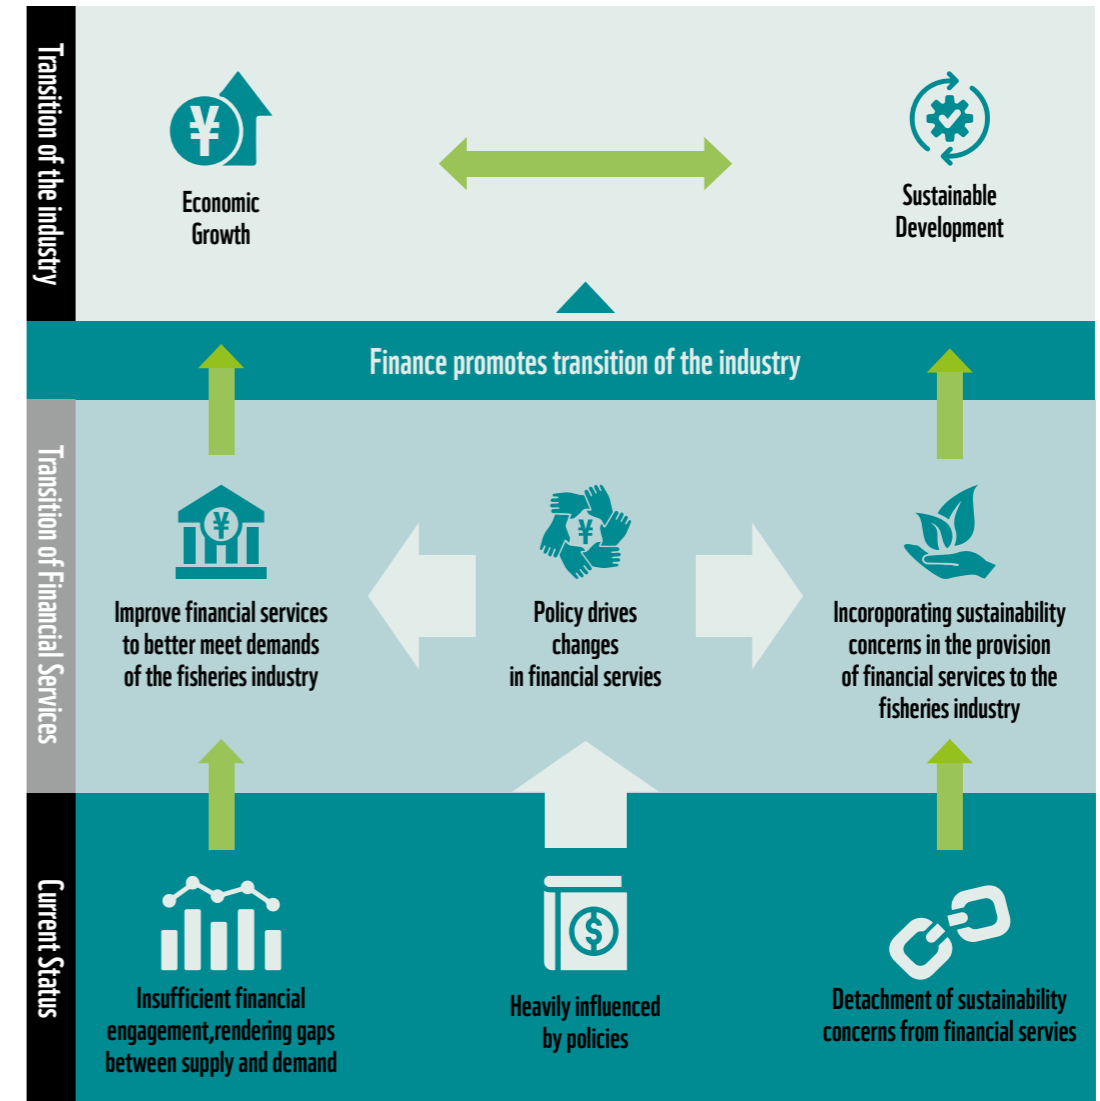 Transition of the industry
Economic
Growth
Sustainable
Development
Finance promotes transition of the industry
Transition of Financial Services
¥
Improve financial services
to better meet demands
of the fisheries industry
¥
Policy drives
changes
in financial servies
Incoroporating sustainability
concerns in the provision
of financial services to the
fisheries industry
Current Status
Insufficient financial
engagement,rendering gaps
between supply and demand
$
Heavily influenced
by policies
Detachment of sustainability
concerns from financial servies
¥